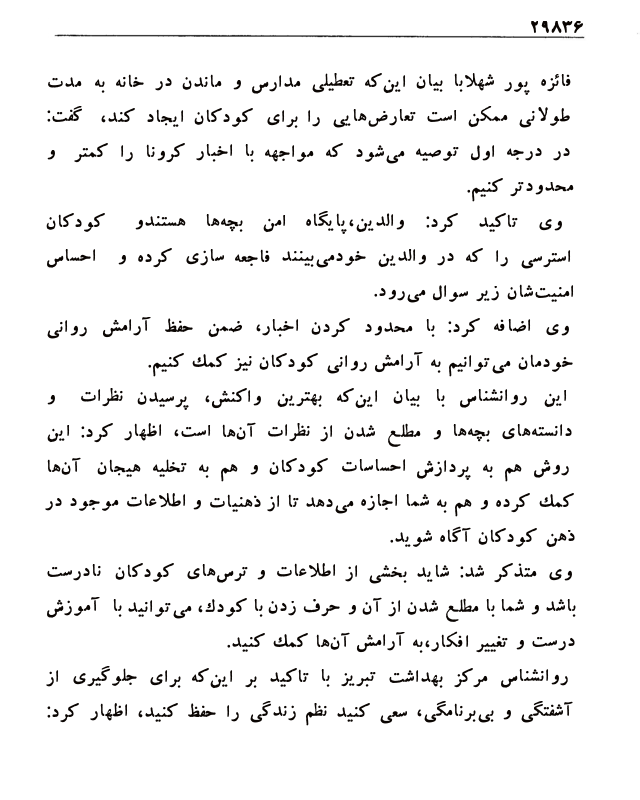 ۲۹۸۳۶
فائزه پور شهلابا بیان این‌که تعطیلی مدارس و ماندن در خانه به مدت
طولانی ممکن است تعارض‌هایی را برای کودکان ایجاد کند، گفت:
در درجه اول توصیه می‌شود که مواجهه با اخبار کرونا را کمتر و
محدودتر کنیم.
وی تاکید کرد: والدین،پایگاه امن بچه‌ها هستندو کودکان
استرسی را که در والدین خودمی‌بینند فاجعه سازی کرده و احساس
امنیت‌شان زیر سوال می‌رود.
وی اضافه کرد: با محدود کردن اخبار، ضمن حفظ آرامش روانی
خودمان می‌توانیم به آرامش روانی کودکان نیز کمك کنیم.
این روانشناس با بیان این‌که بهترین واکنش، پرسیدن نظرات و
دانسته‌های بچه‌ها و مطلع شدن از نظرات آن‌ها است، اظهار کرد: این
روش هم به پردازش احساسات کودکان و هم به تخلیه هیجان آن‌ها
کمك کرده و هم به شما اجازه می‌دهد تا از ذهنیات و اطلاعات موجود در
ذهن کودکان آگاه شوید.
وی متذکر شد: شاید بخشی از اطلاعات و ترس‌های کودکان نادرست
باشد و شما با مطلع شدن از آن و حرف زدن با کودك، می‌توانید با آموزش
درست و تغییر افکار،به آرامش آن‌ها کمك کنید.
روانشناس مرکز بهداشت تبریز با تاکید بر این‌که برای جلوگیری از
آشفتگی و بی‌برنامگی، سعی کنید نظم زندگی را حفظ کنید، اظهار کرد: